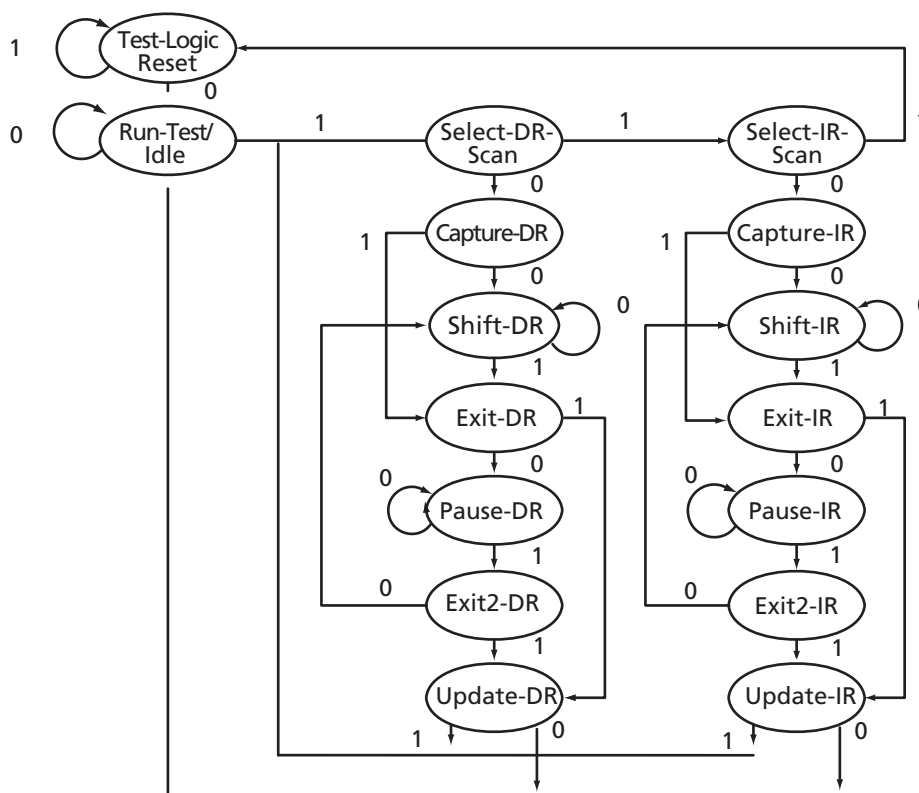 1
Test-Logic
Reset
0
0
Run-Test/
Idle
1
Select-DR-
Scan
1
Select-IR-
Scan
0
0
1
Capture-DR
1
Capture-IR
0
0
Shift-DR
0
Shift-IR
1
1
Exit-DR
1
Exit-IR
1
0
0
0
Pause-DR
0
Pause-IR
1
1
0
Exit2-DR
0
Exit2-IR
1
1
Update-DR
Update-IR
1
0
1
0